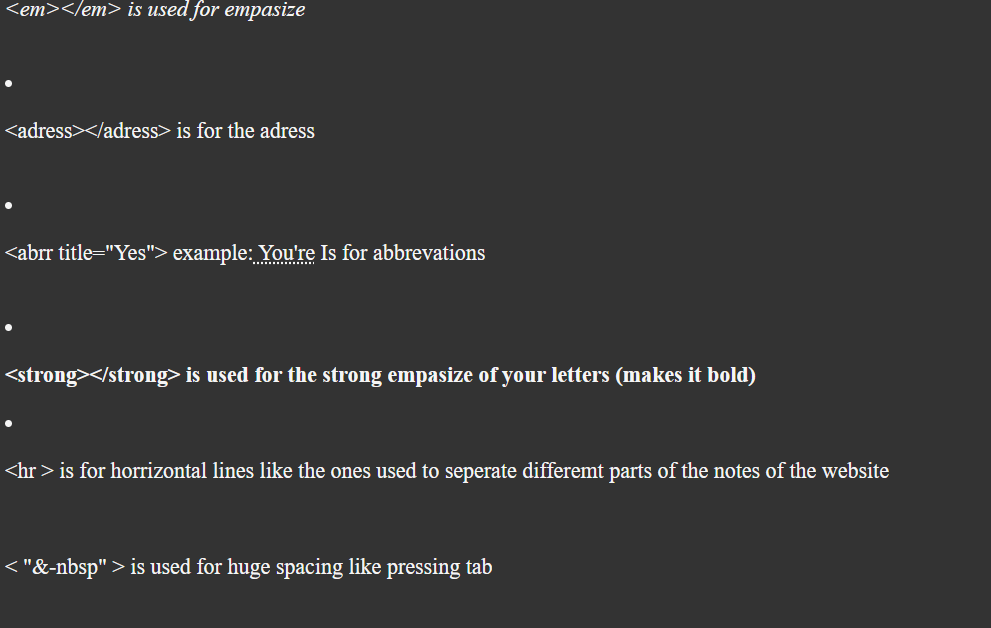 <em></em> is used for empasize
•
<adress></adress> is for the adress
•
<abrr title="Yes"> example: You're Is for abbrevations
•
<strong></strong> is used for the strong empasize of your letters (makes it bold)
•
<hr > is for horrizontal lines like the ones used to seperate differemt parts of the notes of the website
< "&-nbsp" > is used for huge spacing like pressing tab